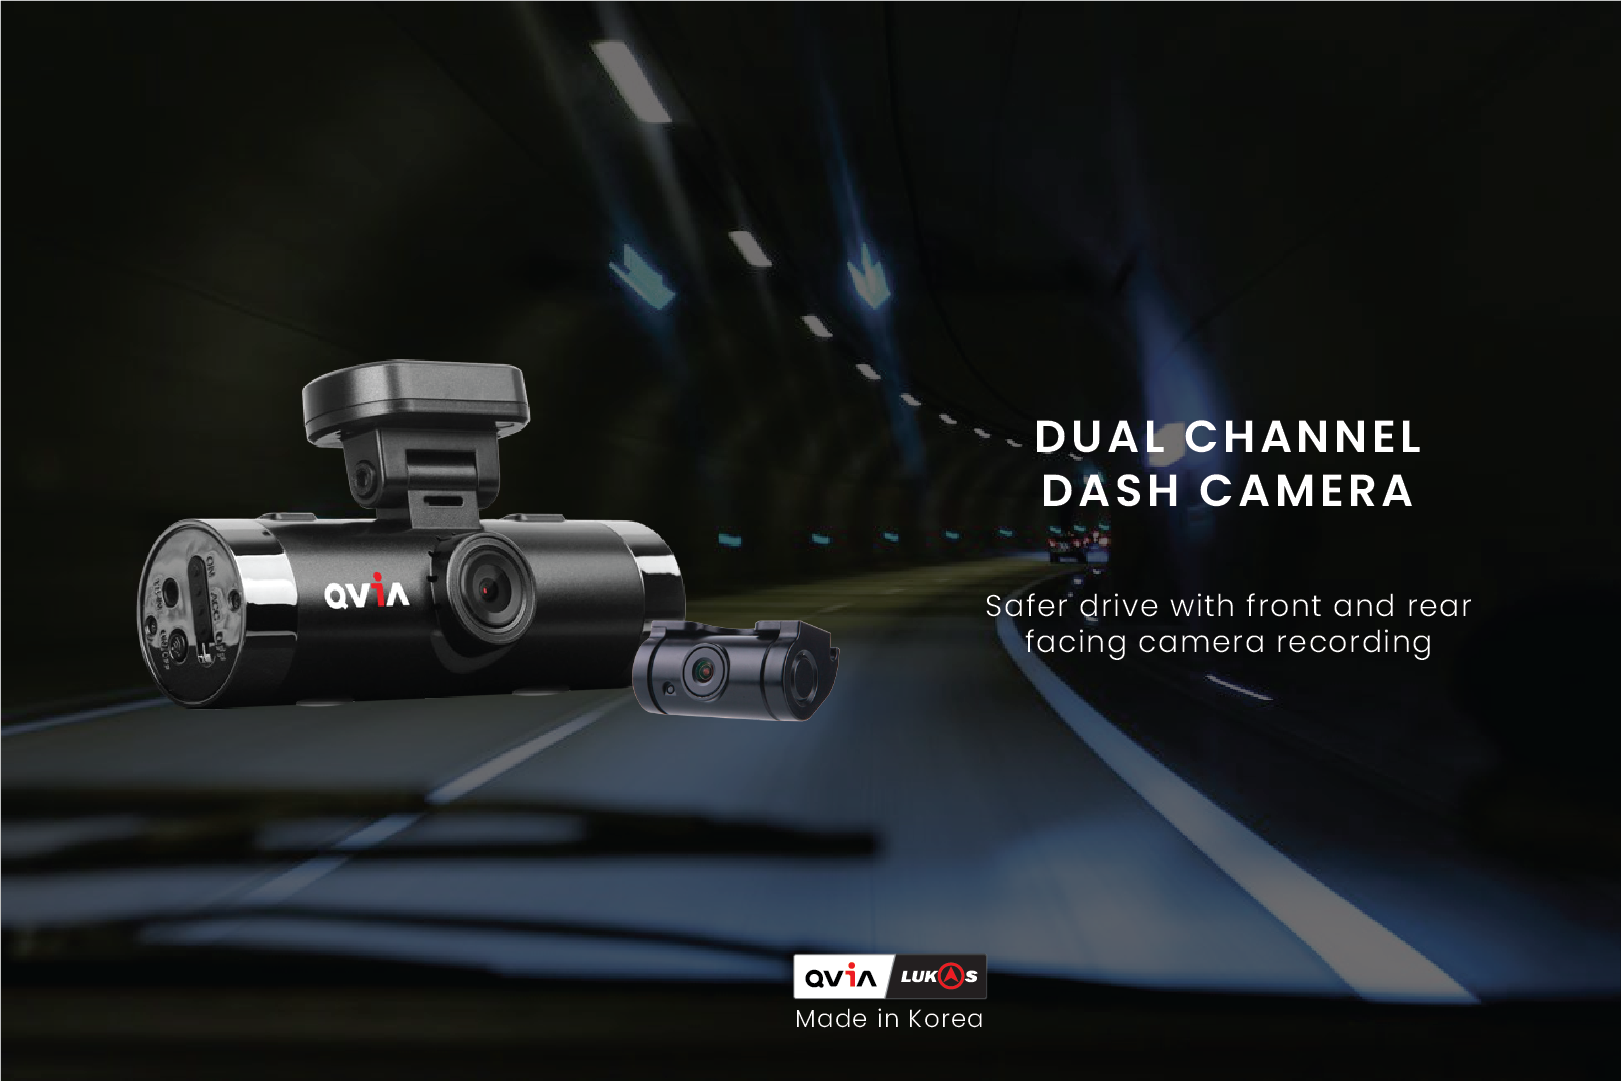 DUAL CHANNEL
DASH CAMERA
Safer drive with front and rear
facing camera recording
QVIA
QVIA LUKAS
Made in Korea